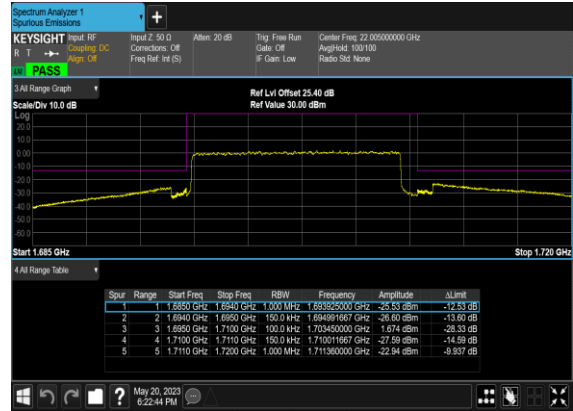 Spectrum Analyzer 1
Spurious Emissions
KEYSIGHT Input: RF Input Z: 50 Ω Atten: 20 dB Trig: Free Run Center Freq: 22.005000000 GHz
R T Coupling: DC Corrections: Off Gate: Off Avg|Hold: 100/100
Align: Off Freq Ref: Int (S) IF Gain: Low Radio Std: None
PASS
3 All Range Graph
Ref Lvl Offset 25.40 dB
Scale/Div 10.0 dB Ref Value 30.00 dBm
Log
20.0
10.0
0.00
-10.0
-20.0
-30.0
-40.0
-50.0
-60.0
Start 1.685 GHz Stop 1.720 GHz
4 All Range Table
Spur Range Start Freq Stop Freq RBW Frequency Amplitude ΔLimit
1 1 1.6850 GHz 1.6940 GHz 1.000 MHz 1.693925000 GHz -25.53 dBm -12.53 dB
2 2 1.6940 GHz 1.6950 GHz 150.0 kHz 1.694991667 GHz -26.60 dBm -13.60 dB
3 3 1.6950 GHz 1.7100 GHz 100.0 kHz 1.703450000 GHz 1.674 dBm -28.33 dB
4 4 1.7100 GHz 1.7110 GHz 150.0 kHz 1.710011667 GHz -27.59 dBm -14.59 dB
5 5 1.7110 GHz 1.7200 GHz 1.000 MHz 1.711360000 GHz -22.94 dBm -9.937 dB
? May 20, 2023
6:22:44 PM